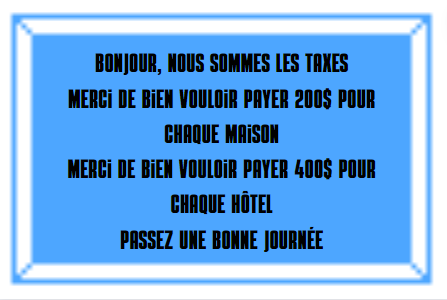 BONJOUR, NOUS SOMMES LES TAXES
MERCI DE BIEN VOULOIR PAYER 200$ POUR
CHAQUE MAISON
MERCI DE BIEN VOULOIR PAYER 400$ POUR
CHAQUE HÔTEL
PASSEZ UNE BONNE JOURNÉE